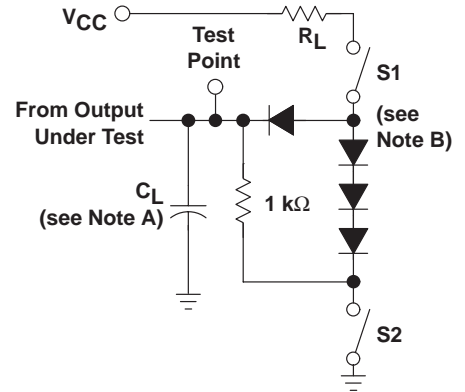 VCC
RL
Test
Point
S1
From Output
Under Test
(see
Note B)
CL
(see Note A)
1 kΩ
S2